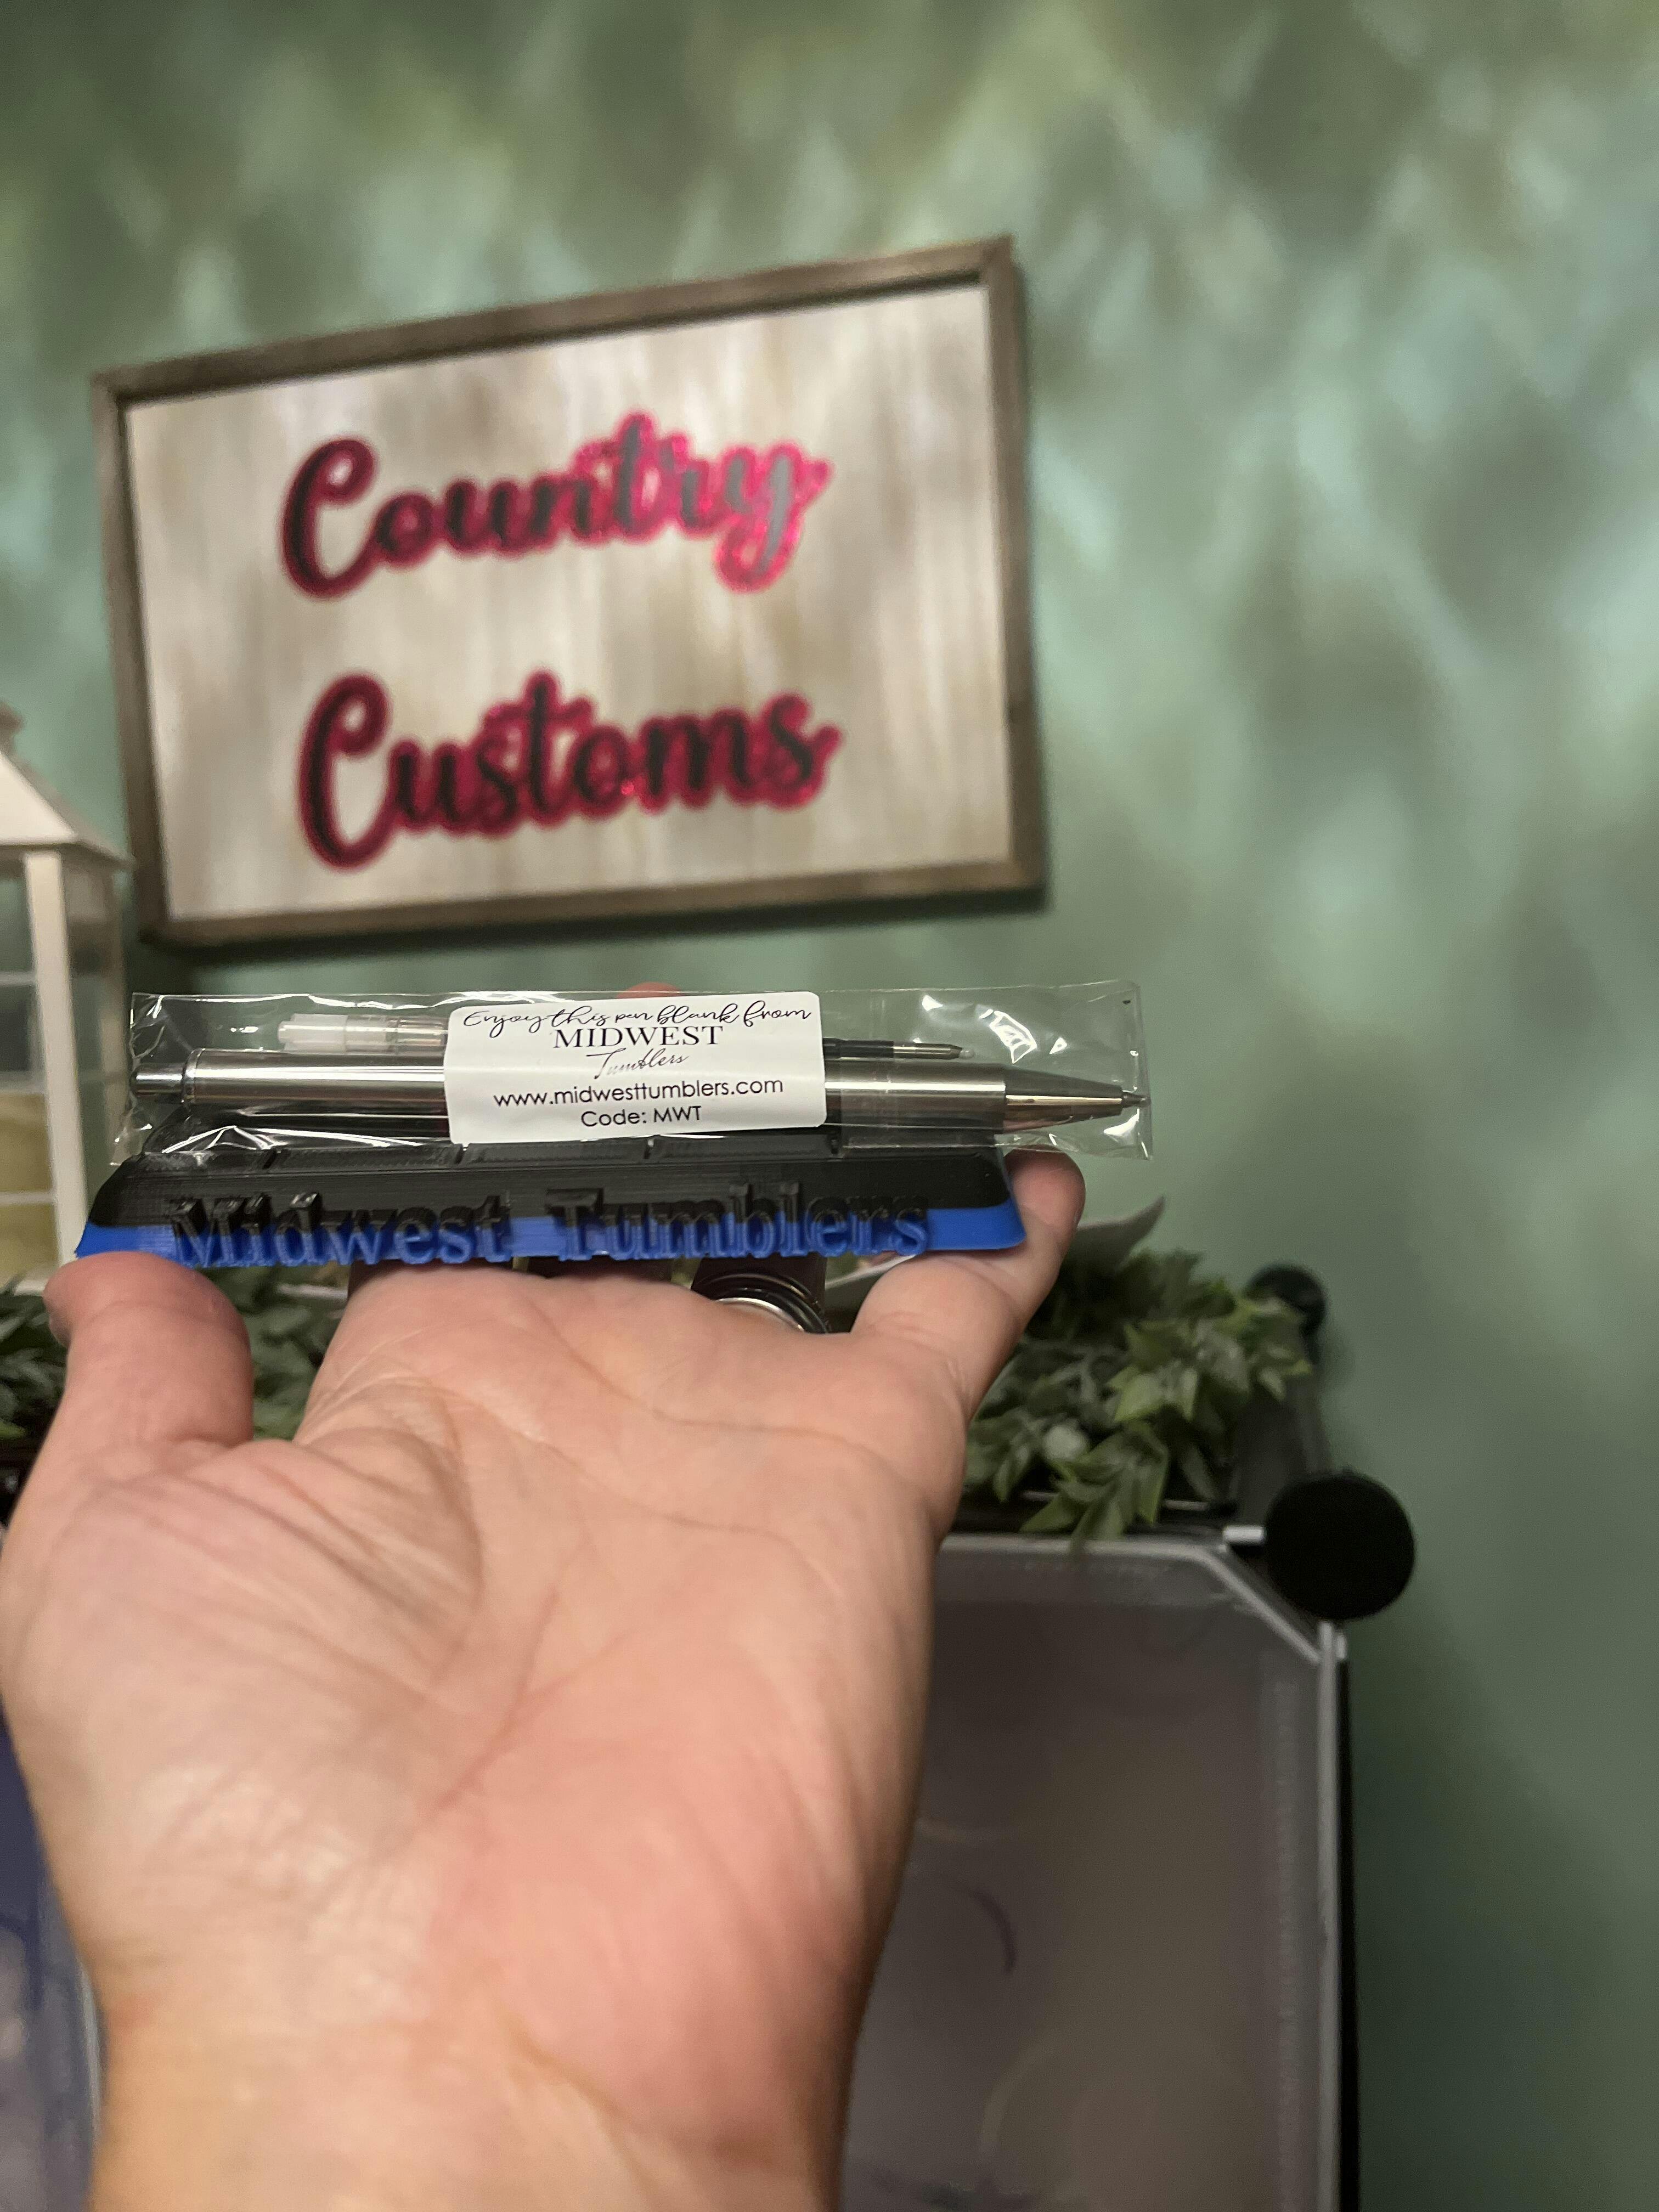 Country
Customs
Enjoy this pen blank from
MIDWEST
Tumblers
www.midwesttumblers.com
Code: MWT
Midwest Tumblers